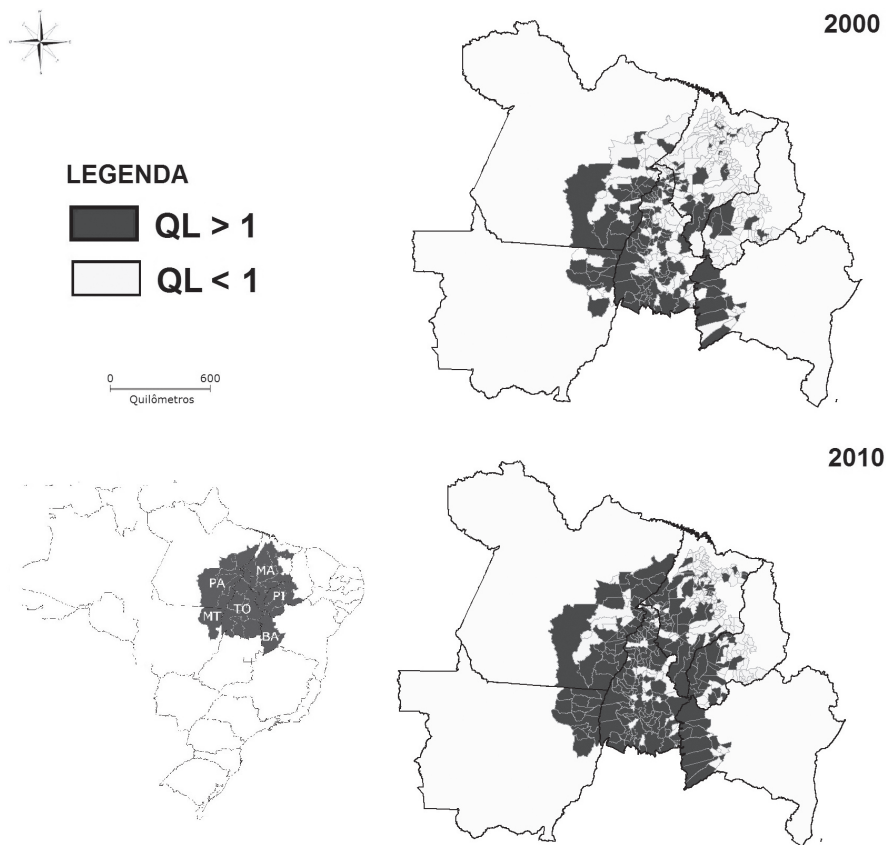 2000
LEGENDA
QL > 1
QL < 1
0 600
Quilômetros
2010
PA
MA
PI
MT
TO
BA